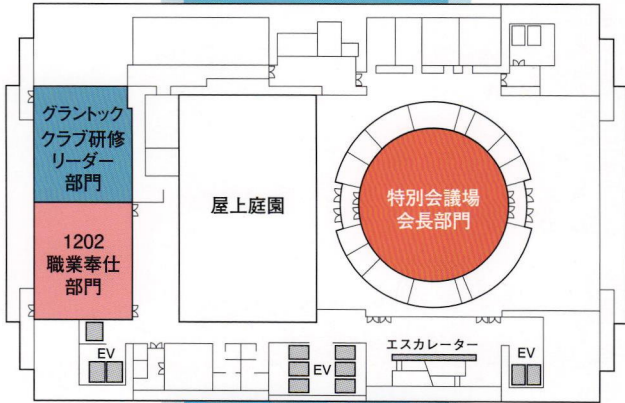 グラントック
クラブ研修
リーダー
部門
1202
職業奉仕
部門
屋上庭園
特別会議場
会長部門
エスカレーター
EV
EV
EV